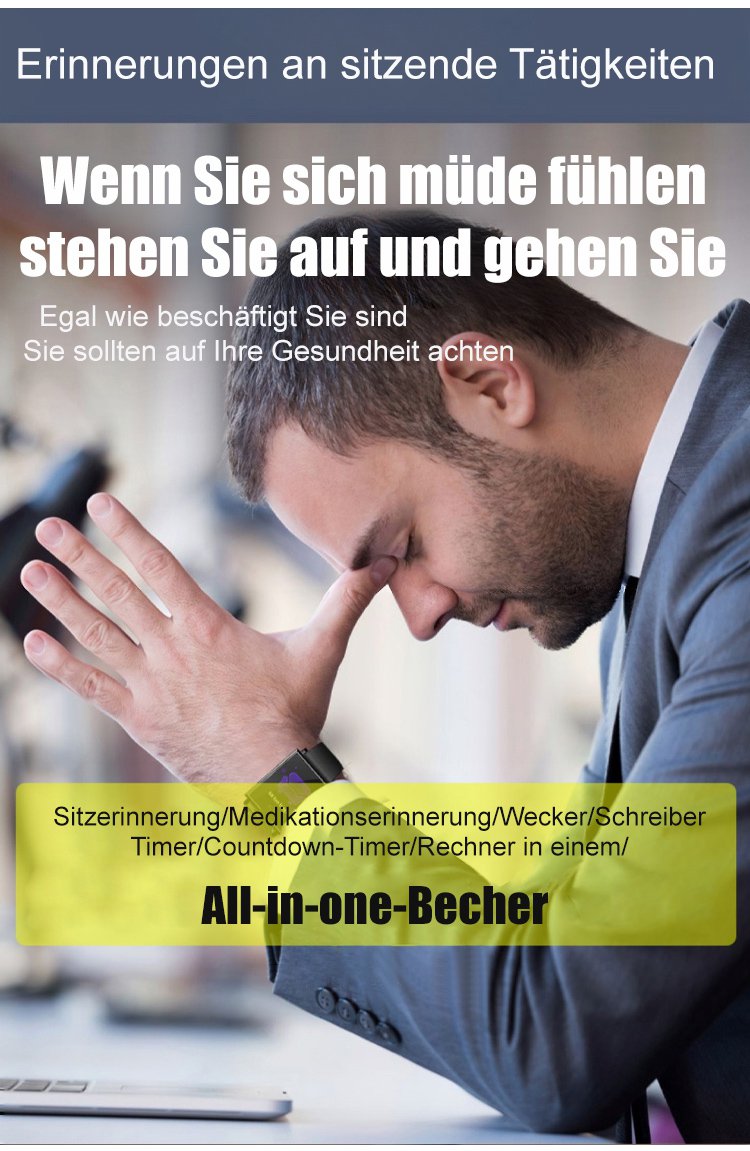 Erinnerungen an sitzende Tätigkeiten
Wenn Sie sich müde fühlen
stehen Sie auf und gehen Sie
Egal wie beschäftigt Sie sind
Sie sollten auf Ihre Gesundheit achten
Sitzerinnerung/Medikationserinnerung/Wecker/Schreiber
Timer/Countdown-Timer/Rechner in einem/
All-in-one-Becher